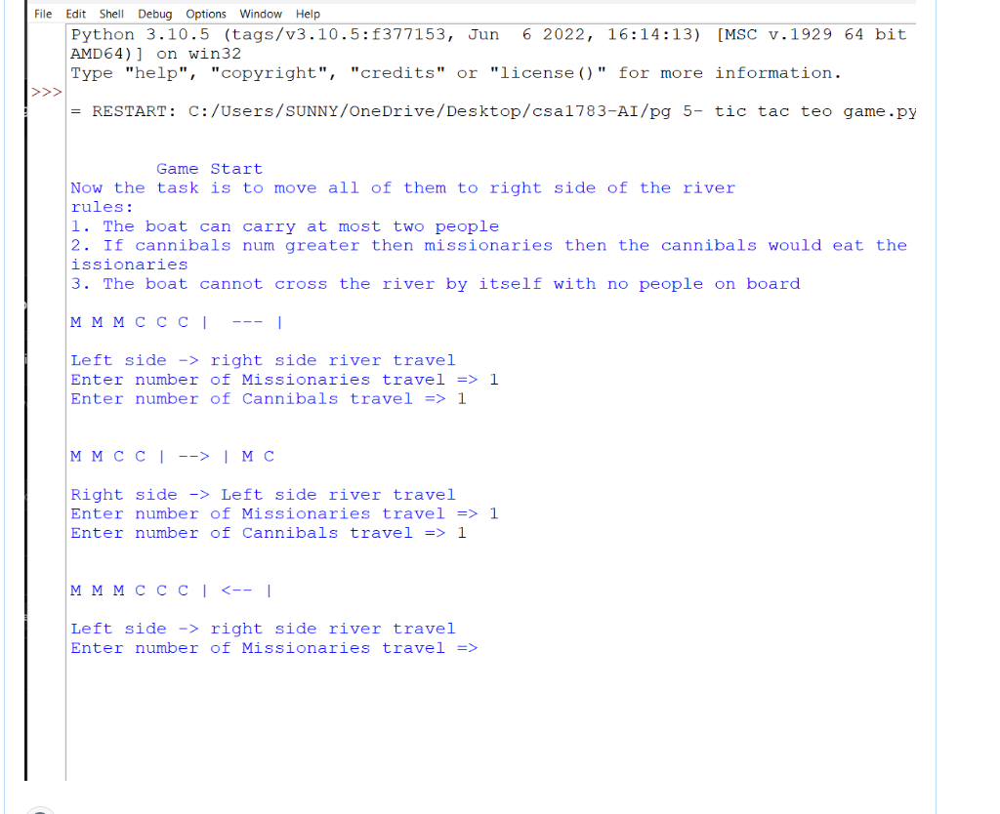 File Edit Shell Debug Options Window Help
Python 3.10.5 (tags/v3.10.5:f377153, Jun  6 2022, 16:14:13) [MSC v.1929 64 bit
AMD64)] on win32
Type "help", "copyright", "credits" or "license()" for more information.
>>>
= RESTART: C:/Users/SUNNY/OneDrive/Desktop/csa1783-AI/pg 5- tic tac teo game.py
Game Start
Now the task is to move all of them to right side of the river
rules:
1. The boat can carry at most two people
2. If cannibals num greater then missionaries then the cannibals would eat the
issionaries
3. The boat cannot cross the river by itself with no people on board
M M M C C C |  --- |
Left side -> right side river travel
Enter number of Missionaries travel => 1
Enter number of Cannibals travel => 1
M M C C | --> | M C
Right side -> Left side river travel
Enter number of Missionaries travel => 1
Enter number of Cannibals travel => 1
M M M C C C | <-- |
Left side -> right side river travel
Enter number of Missionaries travel =>